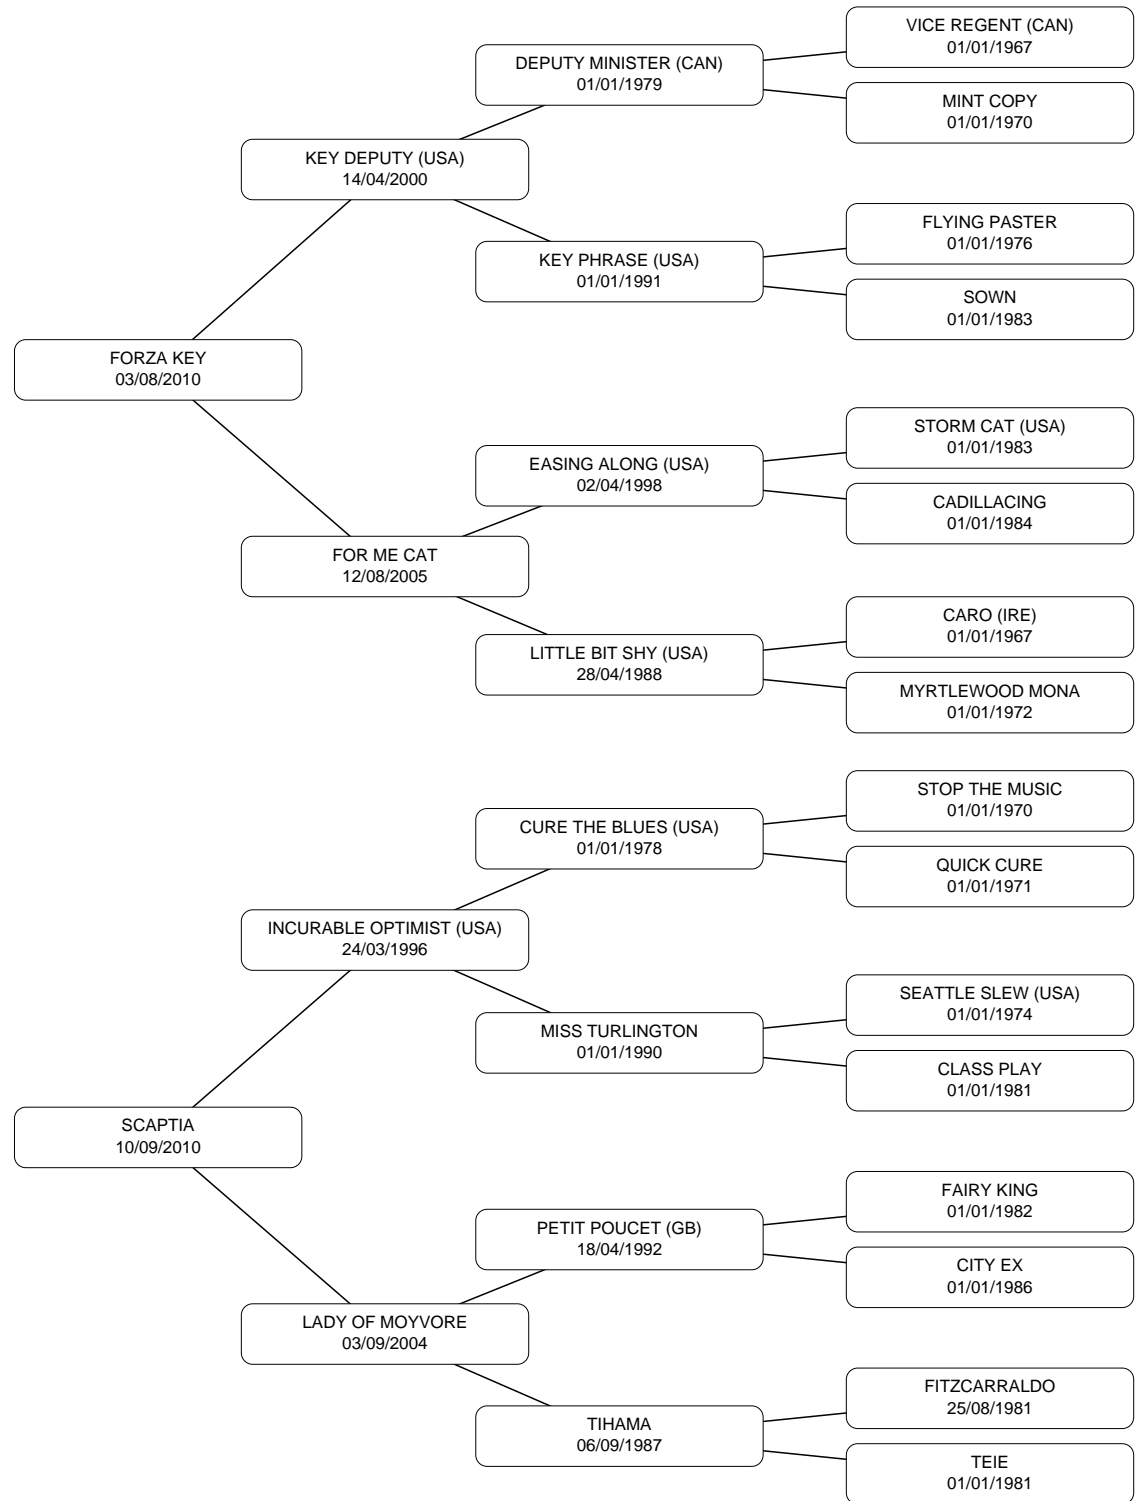 VICE REGENT (CAN)
01/01/1967
DEPUTY MINISTER (CAN)
01/01/1979
MINT COPY
01/01/1970
KEY DEPUTY (USA)
14/04/2000
FLYING PASTER
01/01/1976
KEY PHRASE (USA)
01/01/1991
SOWN
01/01/1983
FORZA KEY
03/08/2010
STORM CAT (USA)
01/01/1983
EASING ALONG (USA)
02/04/1998
CADILLACING
01/01/1984
FOR ME CAT
12/08/2005
CARO (IRE)
01/01/1967
LITTLE BIT SHY (USA)
28/04/1988
MYRTLEWOOD MONA
01/01/1972
STOP THE MUSIC
01/01/1970
CURE THE BLUES (USA)
01/01/1978
QUICK CURE
01/01/1971
INCURABLE OPTIMIST (USA)
24/03/1996
SEATTLE SLEW (USA)
01/01/1974
MISS TURLINGTON
01/01/1990
CLASS PLAY
01/01/1981
SCAPTIA
10/09/2010
FAIRY KING
01/01/1982
PETIT POUCET (GB)
18/04/1992
CITY EX
01/01/1986
LADY OF MOYVORE
03/09/2004
FITZCARRALDO
25/08/1981
TIHAMA
06/09/1987
TEIE
01/01/1981